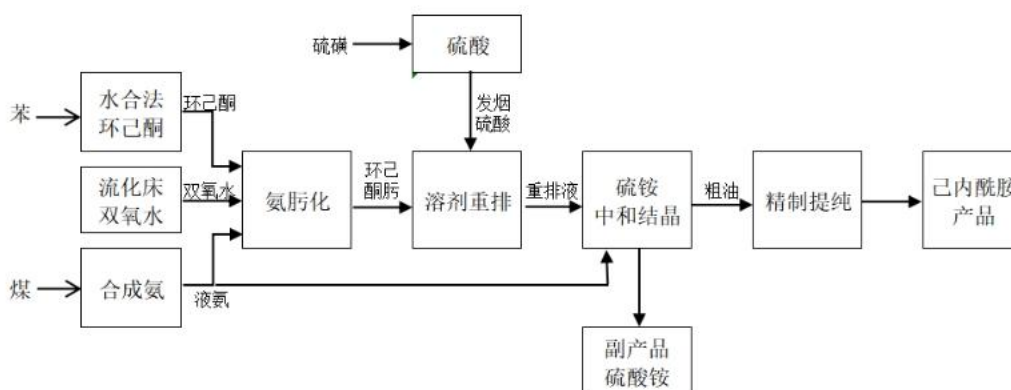 硫磺
硫酸
苯
水合法
环己酮
环己酮
发烟
硫酸
流化床
双氧水
双氧水
氨肟化
环己
酮肟
溶剂重排
重排液
硫铵
中和结晶
粗油
精制提纯
己内酰胺
产品
煤
合成氨
液氨
副产品
硫酸铵